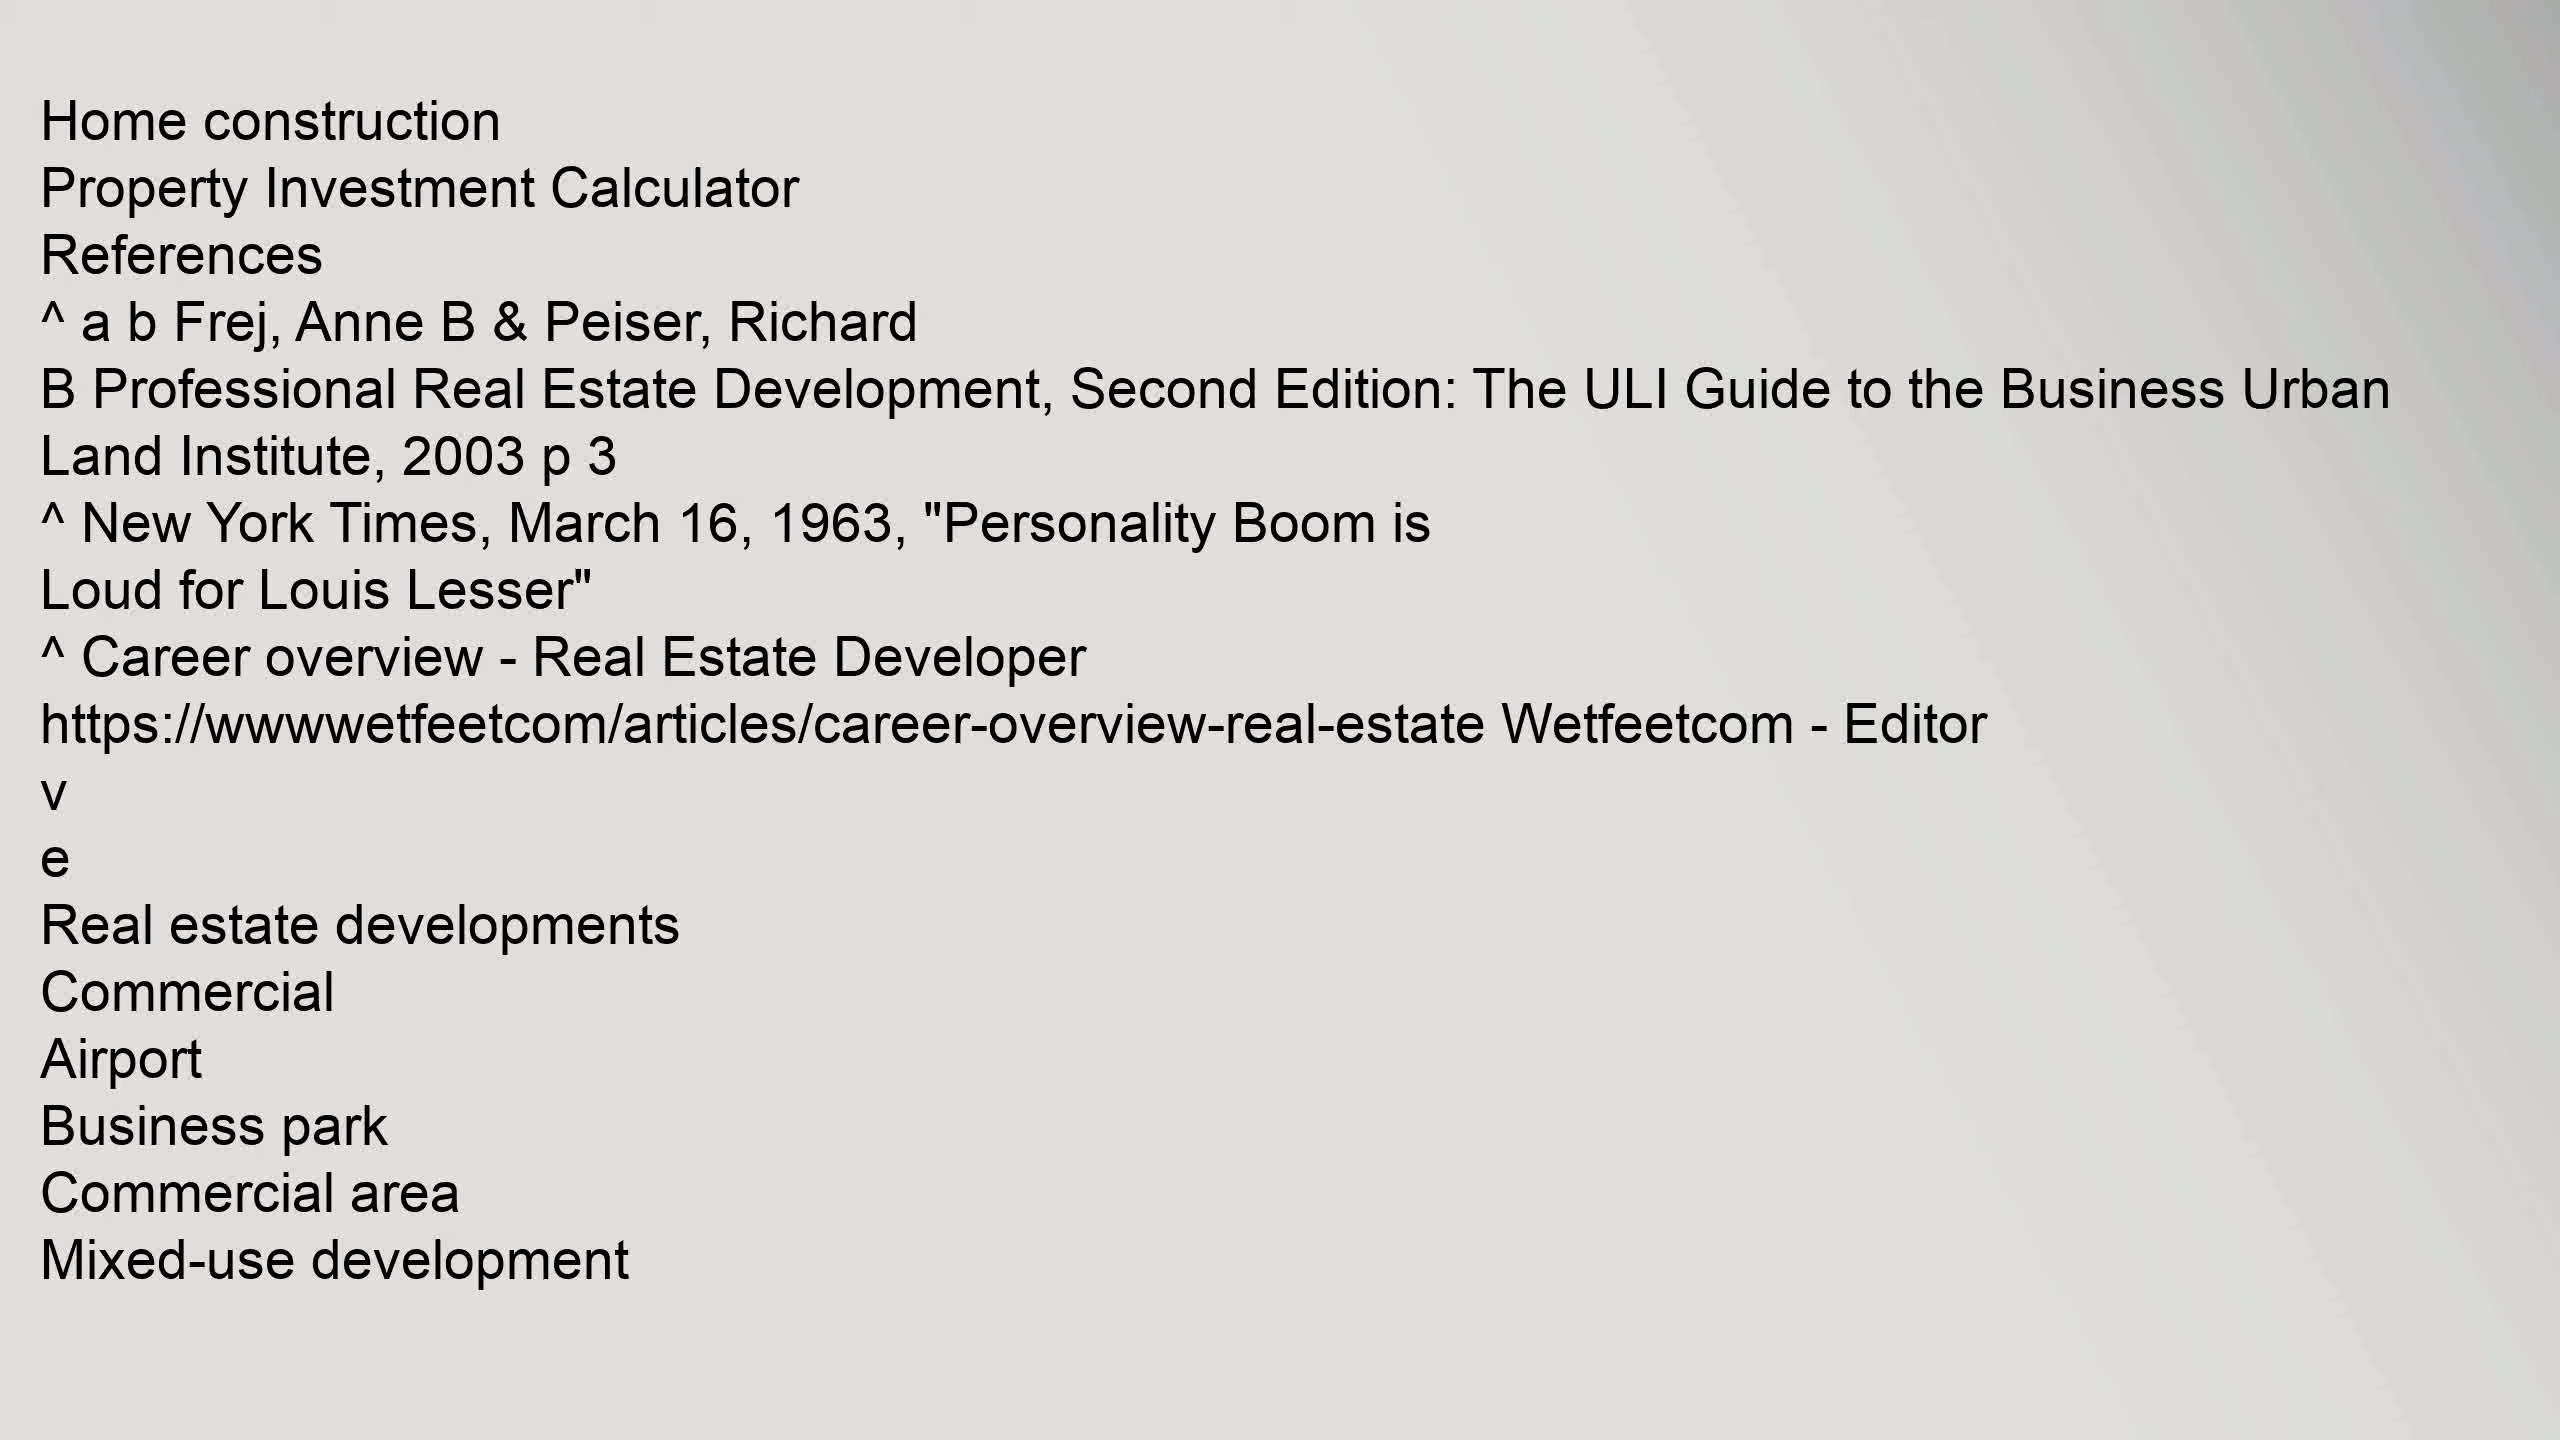 Home construction
Property Investment Calculator
References
^ a b Frej, Anne B & Peiser, Richard
B Professional Real Estate Development, Second Edition: The ULI Guide to the Business Urban
Land Institute, 2003 p 3
^ New York Times, March 16, 1963, "Personality Boom is
Loud for Louis Lesser"
^ Career overview - Real Estate Developer
https://wwwwetfeetcom/articles/career-overview-real-estate Wetfeetcom - Editor
v
e
Real estate developments
Commercial
Airport
Business park
Commercial area
Mixed-use development